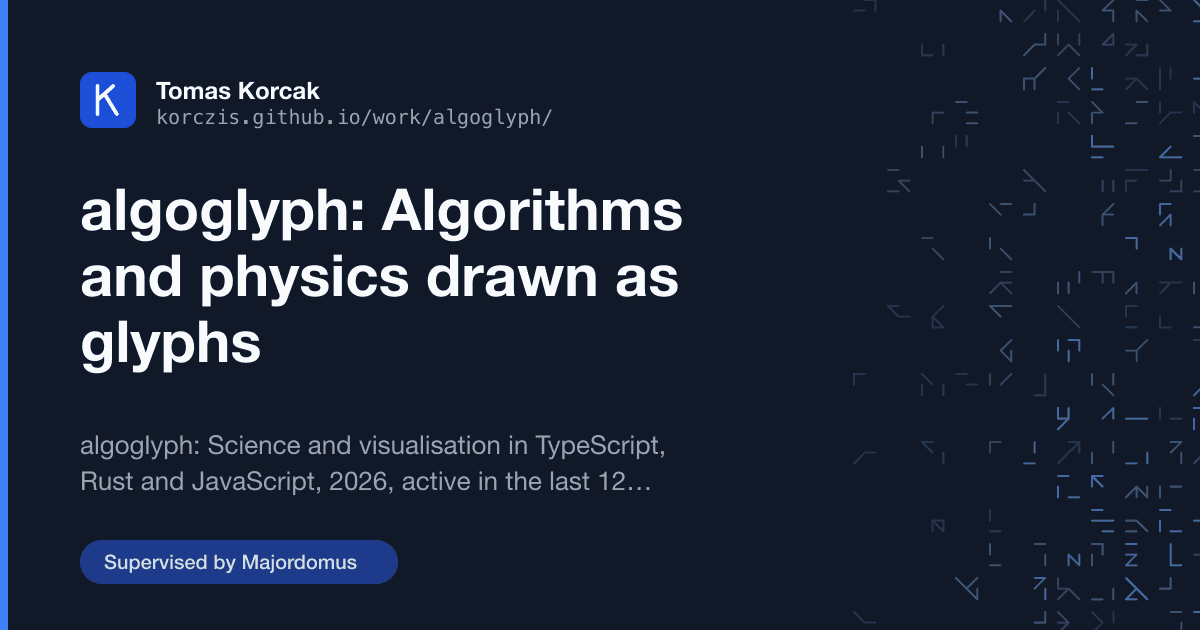 K
Tomas Korcak
korczis.github.io/work/algoglyph/
algoglyph: Algorithms
and physics drawn as
glyphs
algoglyph: Science and visualisation in TypeScript,
Rust and JavaScript, 2026, active in the last 12…
Supervised by Majordomus